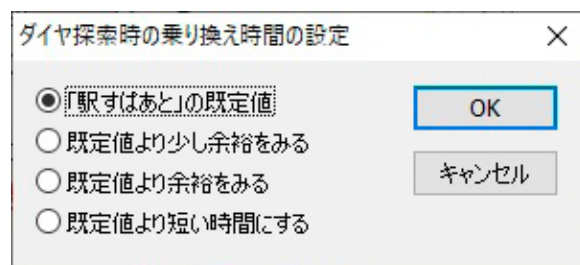 ダイヤ探索時の乗り換え時間の設定
「駅すぱあと」の既定値
OK
既定値より少し余裕をみる
既定値より余裕をみる
キャンセル
既定値より短い時間にする